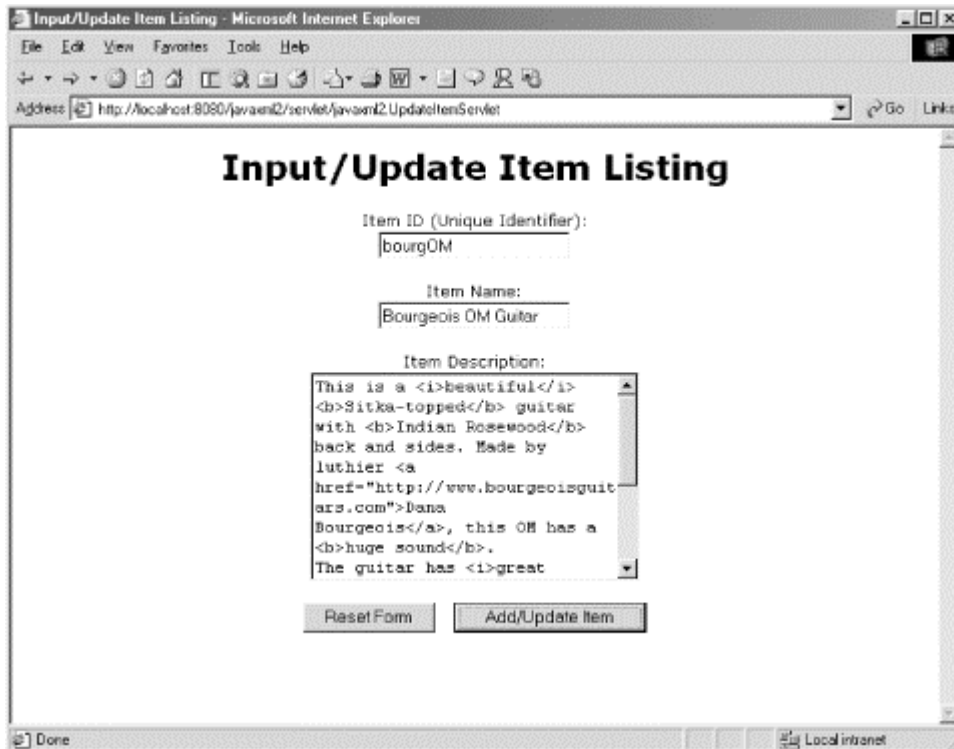 Input/Update Item Listing - Microsoft Internet Explorer
File Edit View Favorites Tools Help
Address http://localhost:8080/javaxml2/servlet/javaxml2.UpdateItemServlet Go Links
Input/Update Item Listing
Item ID (Unique Identifier):
bourgOM
Item Name:
Bourgeois OM Guitar
Item Description:
This is a <i>beautiful</i>
<b>Sitka-topped</b> guitar
with <b>Indian Rosewood</b>
back and sides. Made by
luthier <a
href="http://www.bourgeoisguit
ars.com">Dana
Bourgeois</a>, this OM has a
<b>huge sound</b>.
The guitar has <i>great
Reset Form Add/Update Item
Done Local intranet